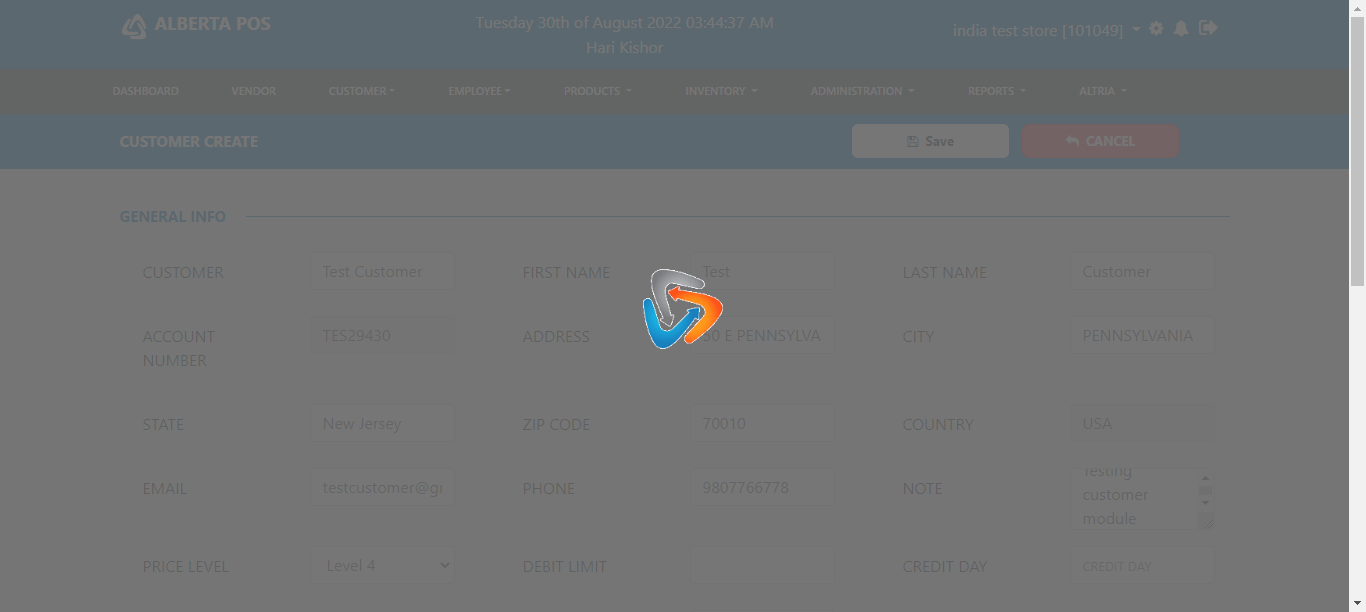 ALBERTA POS
Tuesday 30th of August 2022 03:44:37 AM
Hari Kishor
india test store [101049]
DASHBOARD VENDOR CUSTOMER EMPLOYEE PRODUCTS INVENTORY ADMINISTRATION REPORTS ALTRIA
CUSTOMER CREATE Save CANCEL
GENERAL INFO
CUSTOMER Test Customer FIRST NAME Test LAST NAME Customer
ACCOUNT NUMBER TES29430 ADDRESS 50 E PENNSYLVA CITY PENNSYLVANIA
STATE New Jersey ZIP CODE 70010 COUNTRY USA
EMAIL testcustomer@g PHONE 9807766778 NOTE Testing
customer
module
PRICE LEVEL Level 4 DEBIT LIMIT CREDIT DAY CREDIT DAY